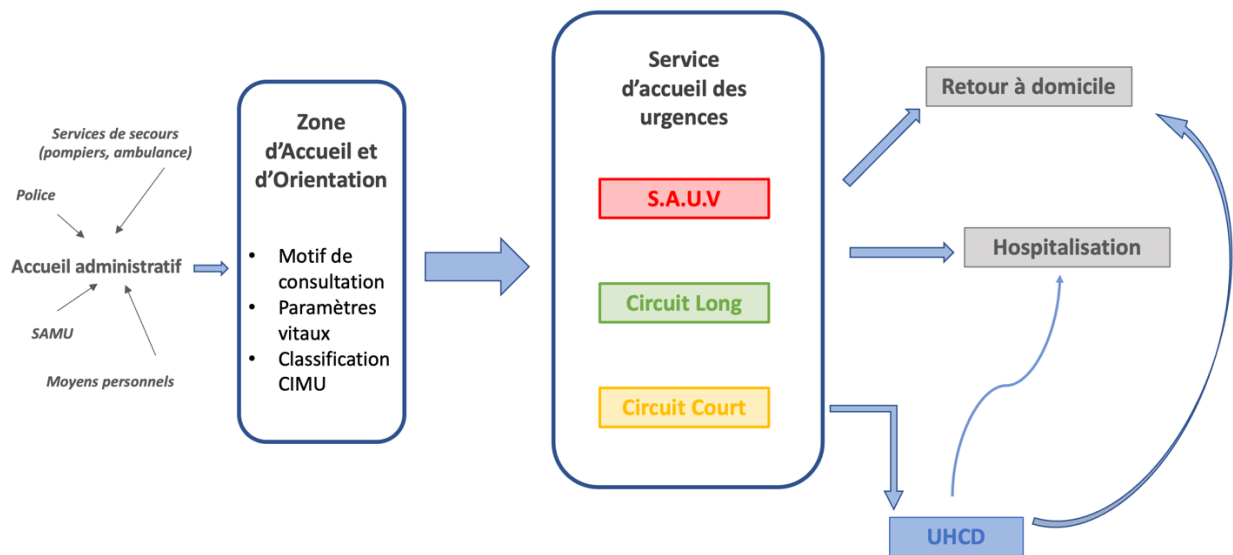 Services de secours
(pompiers, ambulance)
Police
Accueil administratif
SAMU
Moyens personnels
Zone
d'Accueil et
d'Orientation
• Motif de
consultation
• Paramètres
vitaux
• Classification
CIMU
Service
d'accueil des
urgences
S.A.U.V
Circuit Long
Circuit Court
Retour à domicile
Hospitalisation
UHCD